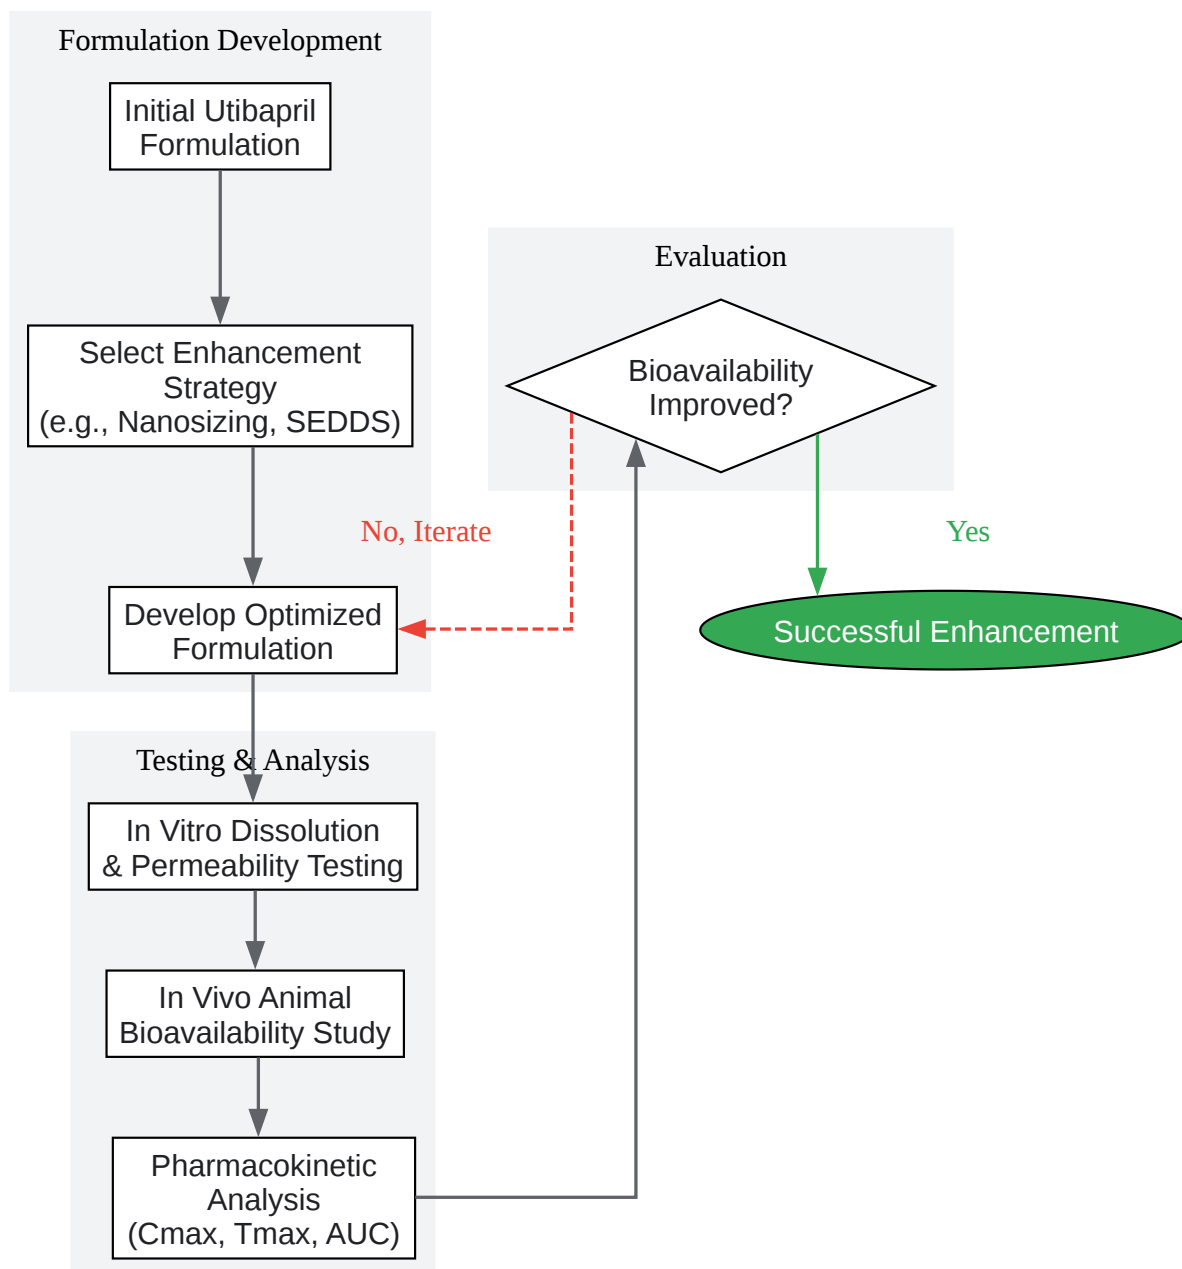 Formulation Development
Initial Utibapril
Formulation
Select Enhancement
Strategy
(e.g., Nanosizing, SEDDS)
Develop Optimized
Formulation
Testing & Analysis
In Vitro Dissolution
& Permeability Testing
In Vivo Animal
Bioavailability Study
Pharmacokinetic
Analysis
(Cmax, Tmax, AUC)
Evaluation
Bioavailability
Improved?
No, Iterate
Yes
Successful Enhancement